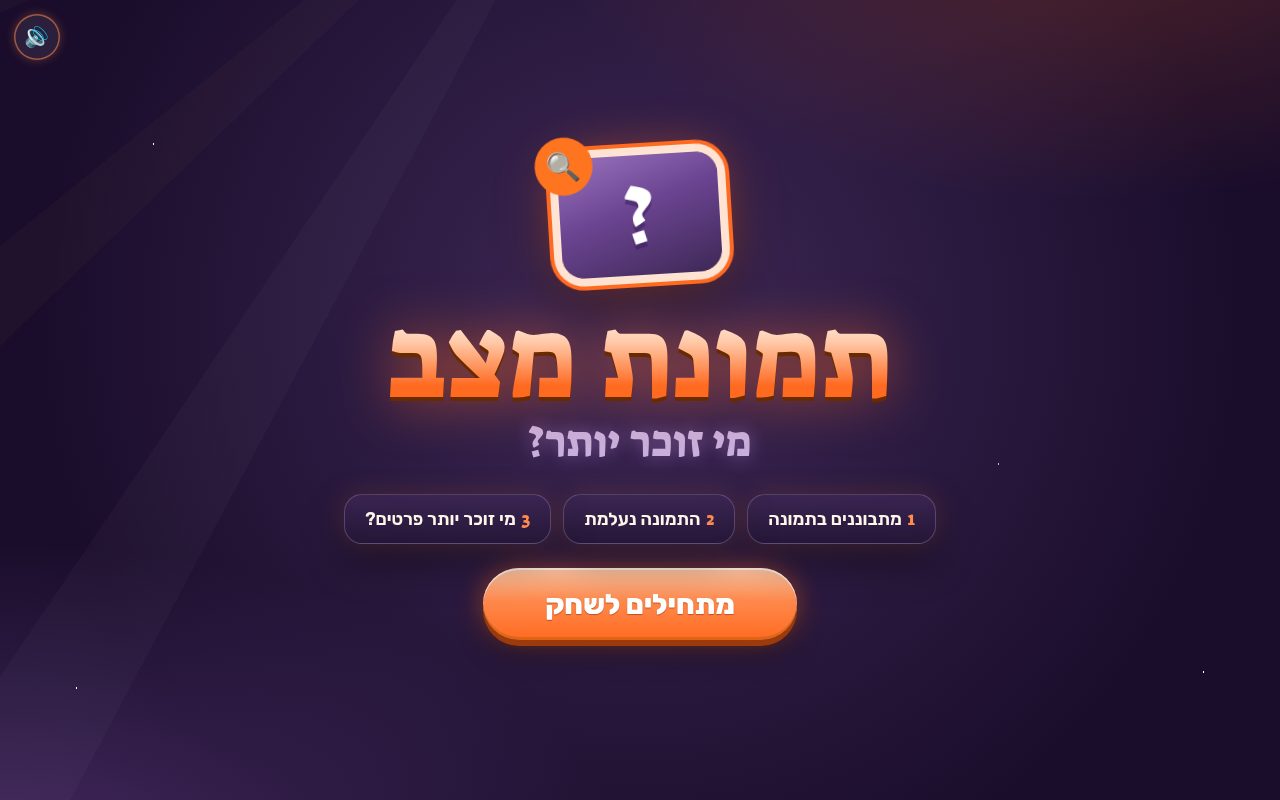 ?
תמונת מצב
מי זוכר יותר?
1 מתבוננים בתמונה
2 התמונה נעלמת
3 מי זוכר יותר פרטים?
מתחילים לשחק